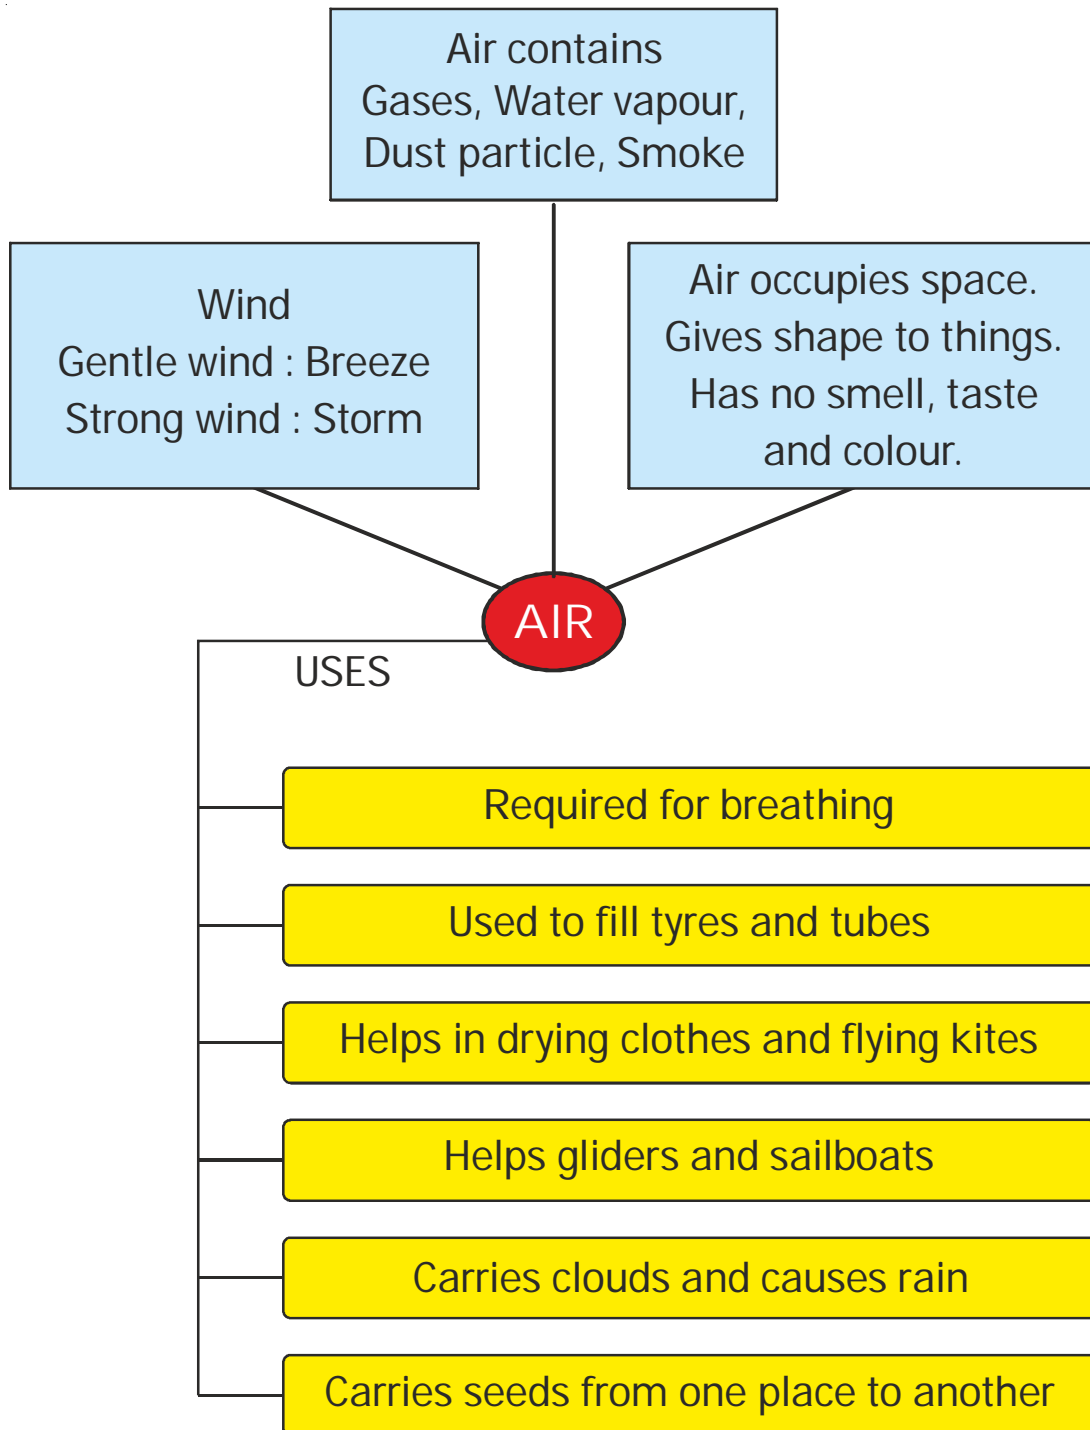 Air contains
Gases, Water vapour,
Dust particle, Smoke
Wind
Gentle wind : Breeze
Strong wind : Storm
Air occupies space.
Gives shape to things.
Has no smell, taste
and colour.
AIR
USES
Required for breathing
Used to fill tyres and tubes
Helps in drying clothes and flying kites
Helps gliders and sailboats
Carries clouds and causes rain
Carries seeds from one place to another